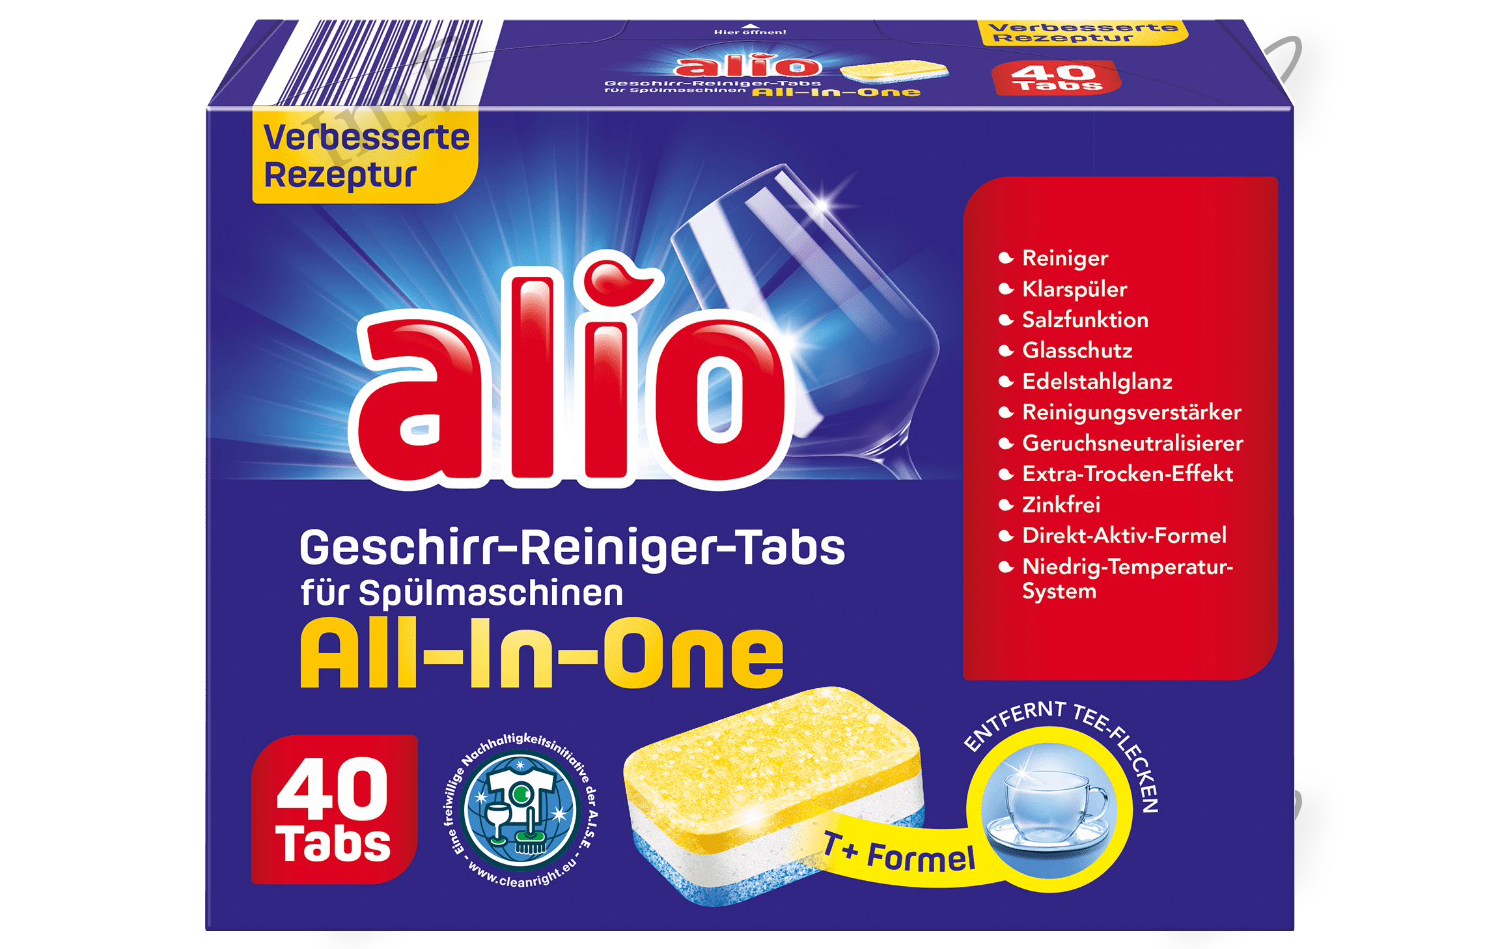 Hier öffnen!
Verbesserte
Rezeptur
alio
Geschirr-Reiniger-Tabs
für Spülmaschinen All-In-One
40
Tabs
Verbesserte
Rezeptur
alio
Geschirr-Reiniger-Tabs
für Spülmaschinen
All-In-One
Reiniger
Klarspüler
Salzfunktion
Glasschutz
Edelstahlglanz
Reinigungsverstärker
Geruchsneutralisierer
Extra-Trocken-Effekt
Zinkfrei
Direkt-Aktiv-Formel
Niedrig-Temperatur-
System
40
Tabs
Eine freiwillige Nachhaltigkeitsinitiative der A.I.S.E. - www.cleanright.eu -
T+ Formel
ENTFERNT TEE-FLECKEN